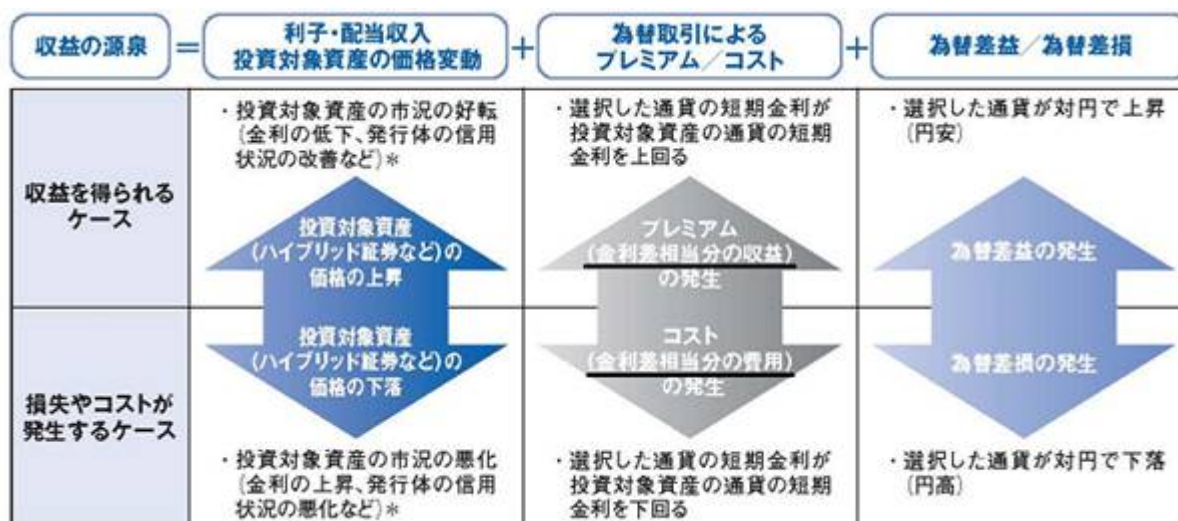 収益の源泉
=
利子・配当収入
投資対象資産の価格変動
+
為替取引による
プレミアム/コスト
+
為替差益/為替差損
収益を得られる
ケース
・投資対象資産の市況の好転
(金利の低下、発行体の信用
状況の改善など)*
投資対象資産
(ハイブリッド証券など)の
価格の上昇
・選択した通貨の短期金利が
投資対象資産の通貨の短期
金利を上回る
プレミアム
(金利差相当分の収益)
の発生
・選択した通貨が対円で上昇
(円安)
為替差益の発生
損失やコストが
発生するケース
投資対象資産
(ハイブリッド証券など)の
価格の下落
・投資対象資産の市況の悪化
(金利の上昇、発行体の信用
状況の悪化など)*
コスト
(金利差相当分の費用)
の発生
・選択した通貨の短期金利が
投資対象資産の通貨の短期
金利を下回る
為替差損の発生
・選択した通貨が対円で下落
(円高)